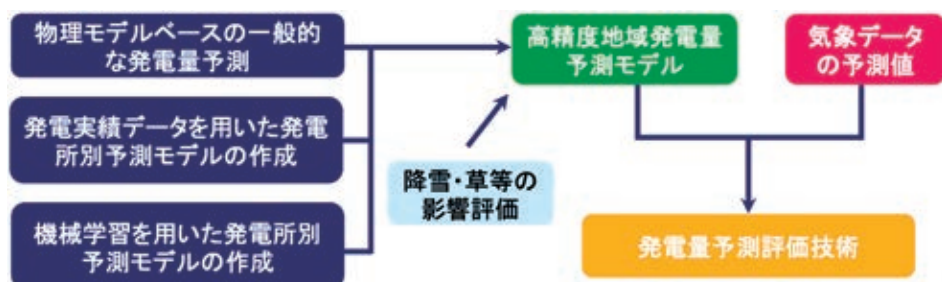 物理モデルベースの一般的
な発電量予測
発電実績データを用いた発電
所別予測モデルの作成
機械学習を用いた発電所別
予測モデルの作成
高精度地域発電量
予測モデル
気象データ
の予測値
降雪・草等の
影響評価
発電量予測評価技術